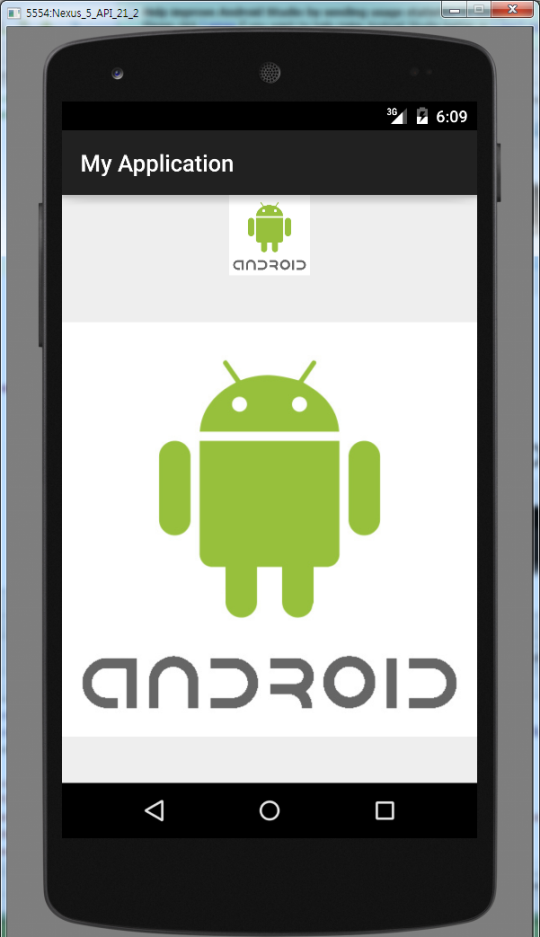 5554:Nexus_5_API_21_2
3G 6:09
My Application
ANDROID
ANDROID